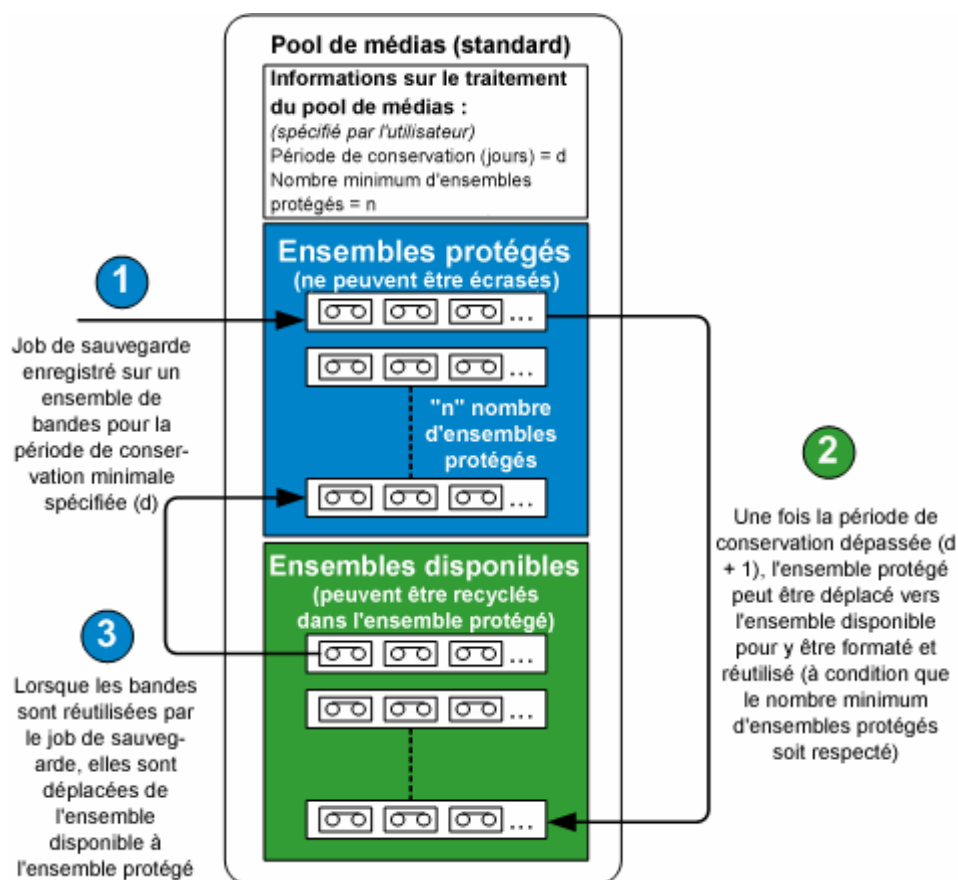 Pool de médias (standard)
Informations sur le traitement
du pool de médias :
(spécifié par l'utilisateur)
Période de conservation (jours) = d
Nombre minimum d'ensembles
protégés = n
Ensembles protégés
(ne peuvent être écrasés)
...
...
"n" nombre
d'ensembles
protégés
...
1
Job de sauvegarde
enregistré sur un
ensemble de
bandes pour la
période de conser-
vation minimale
spécifiée (d)
2
Une fois la période de
conservation dépassée (d
+ 1), l'ensemble protégé
peut être déplacé vers
l'ensemble disponible
pour y être formaté et
réutilisé (à condition que
le nombre minimum
d'ensembles protégés
soit respecté)
Ensembles disponibles
(peuvent être recyclés
dans l'ensemble protégé)
...
...
...
3
Lorsque les bandes
sont réutilisées par
le job de sauveg-
arde, elles sont
déplacées de
l'ensemble
disponible à
l'ensemble protégé